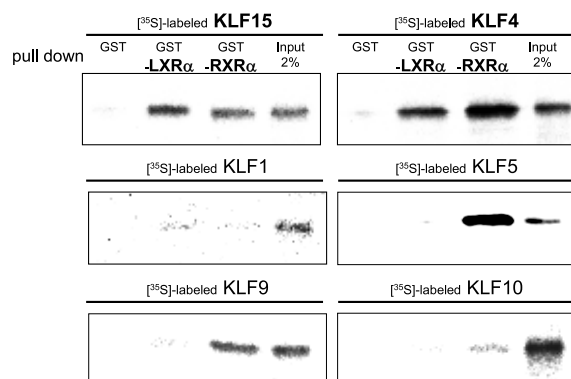 [³⁵S]-labeled KLF15
[³⁵S]-labeled KLF4
pull down
GST
GST
-LXRα
GST
-RXRα
Input
2%
GST
GST
-LXRα
GST
-RXRα
Input
2%
[³⁵S]-labeled KLF1
[³⁵S]-labeled KLF5
[³⁵S]-labeled KLF9
[³⁵S]-labeled KLF10